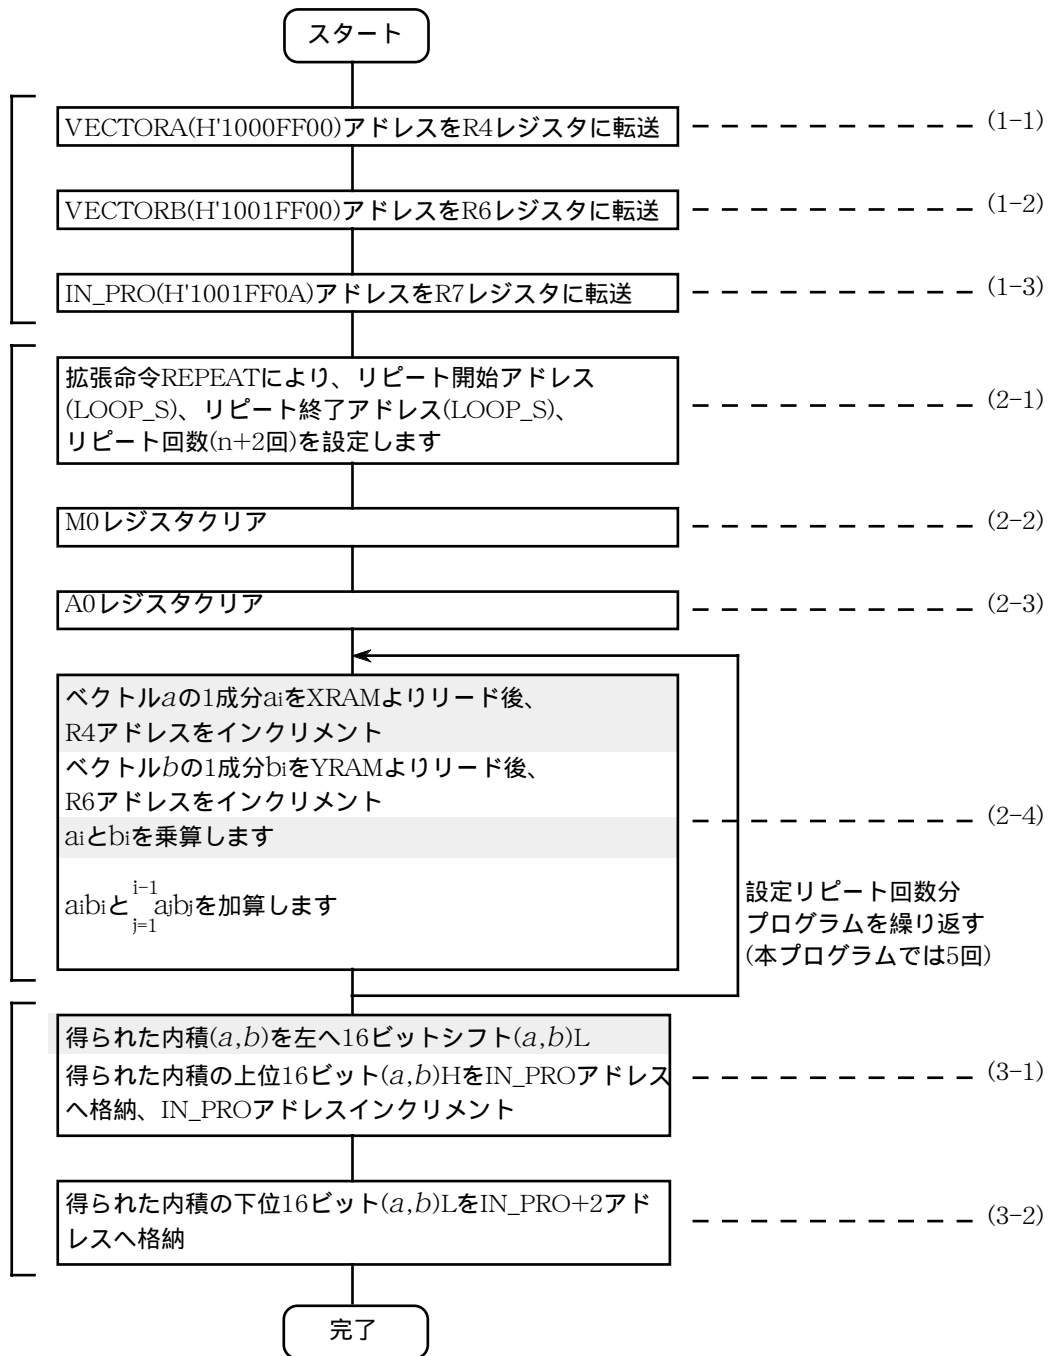 スタート
VECTORA(H'1000FF00)アドレスをR4レジスタに転送
(1-1)
VECTORB(H'1001FF00)アドレスをR6レジスタに転送
(1-2)
IN_PRO(H'1001FF0A)アドレスをR7レジスタに転送
(1-3)
拡張命令REPEATにより、リピート開始アドレス
(LOOP_S)、リピート終了アドレス(LOOP_S)、
リピート回数(n+2回)を設定します
(2-1)
M0レジスタクリア
(2-2)
A0レジスタクリア
(2-3)
ベクトルaの1成分aiをXRAMよりリード後、
R4アドレスをインクリメント
ベクトルbの1成分biをYRAMよりリード後、
R6アドレスをインクリメント
aiとbiを乗算します
(2-4)
i-1
aibiと ajbjを加算します
j=1
設定リピート回数分
プログラムを繰り返す
(本プログラムでは5回)
得られた内積(a,b)を左へ16ビットシフト(a,b)L
得られた内積の上位16ビット(a,b)HをIN_PROアドレス
へ格納、IN_PROアドレスインクリメント
(3-1)
得られた内積の下位16ビット(a,b)LをIN_PRO+2アド
レスへ格納
(3-2)
完了